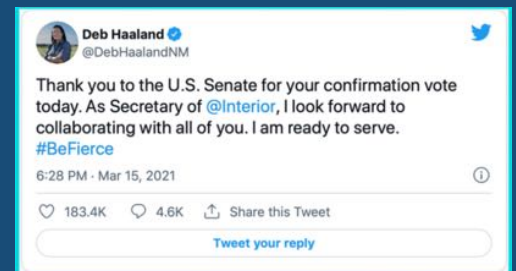 Deb Haaland
@DebHaalandNM
Thank you to the U.S. Senate for your confirmation vote
today. As Secretary of @Interior, I look forward to
collaborating with all of you. I am ready to serve.
#BeFierce
6:28 PM · Mar 15, 2021
183.4K 4.6K Share this Tweet
Tweet your reply